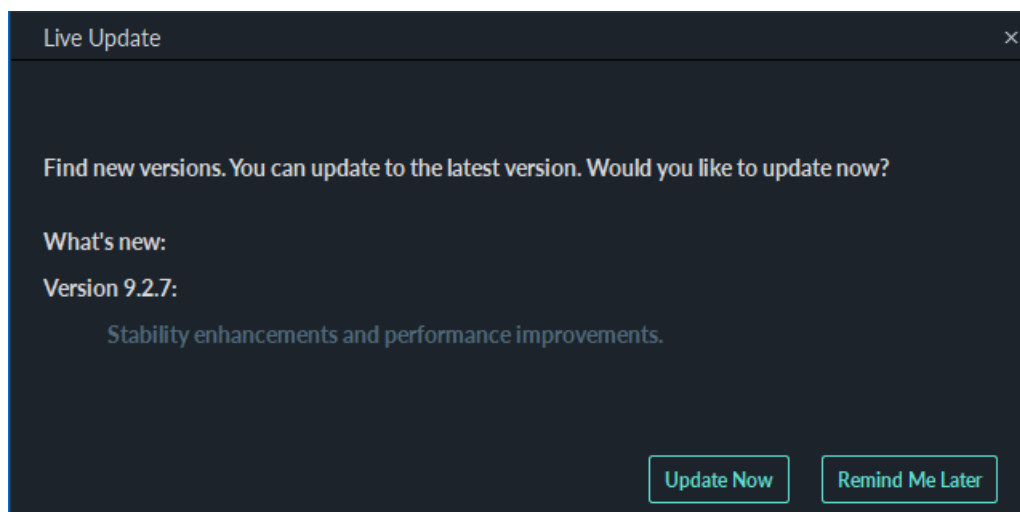 Live Update
Find new versions. You can update to the latest version. Would you like to update now?
What's new:
Version 9.2.7:
Stability enhancements and performance improvements.
Update Now
Remind Me Later